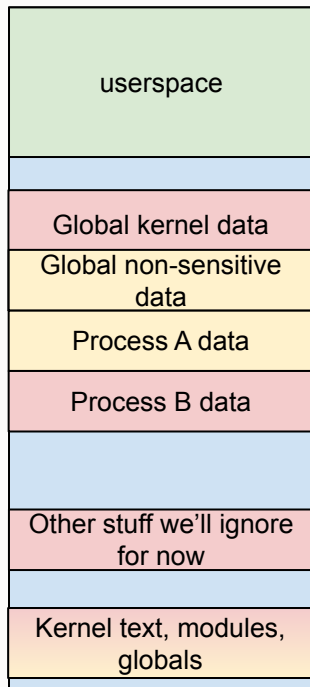 userspace
Global kernel data
Global non-sensitive
data
Process A data
Process B data
Other stuff we’ll ignore
for now
Kernel text, modules,
globals